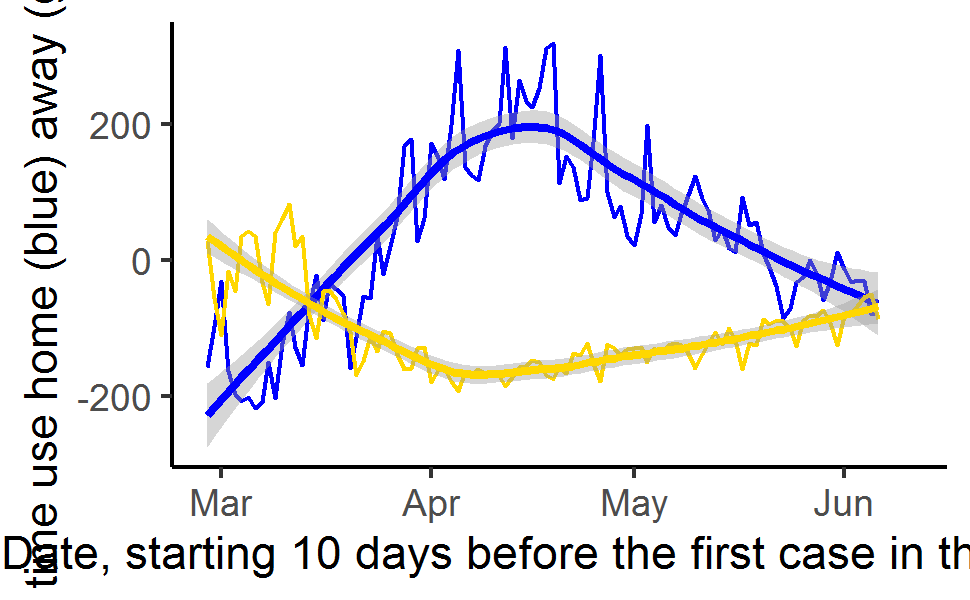 time use home (blue) away (g
200
0
-200
Mar Apr May Jun
Date, starting 10 days before the first case in th